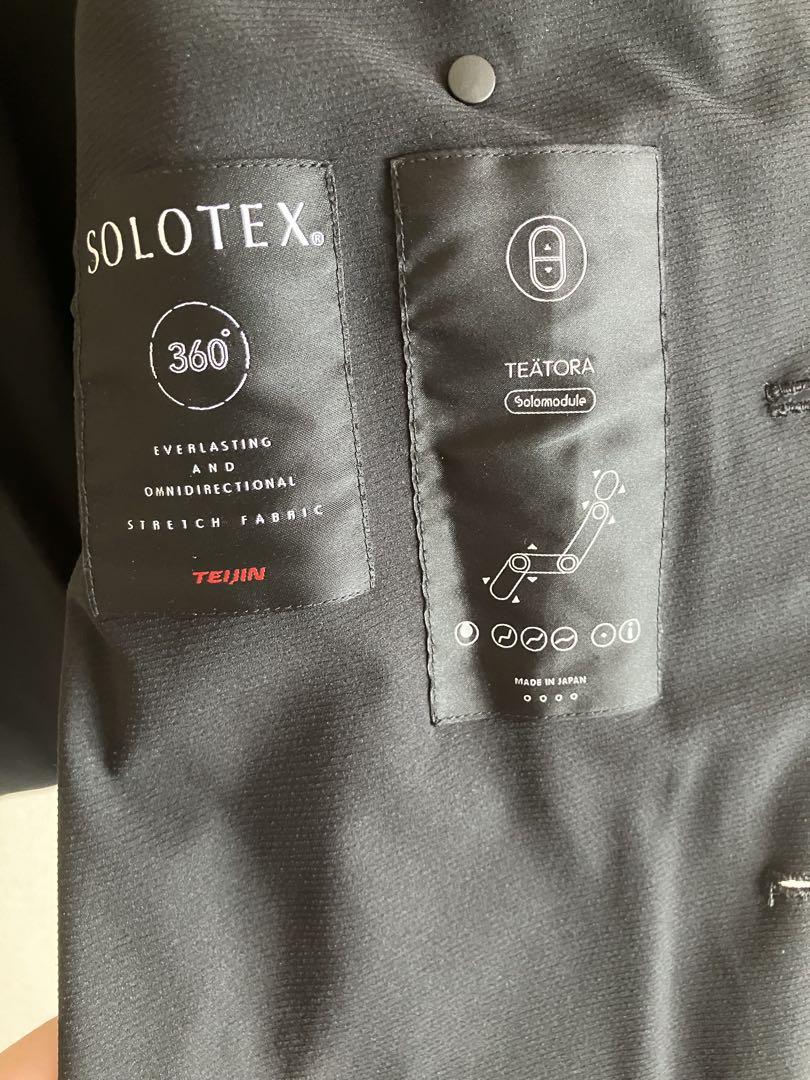 SOLOTEX®
360°
EVERLASTING
AND
OMNIDIRECTIONAL
STRETCH FABRIC
TEIJIN
TEÄTORA
Solomodule
i
MADE IN JAPAN